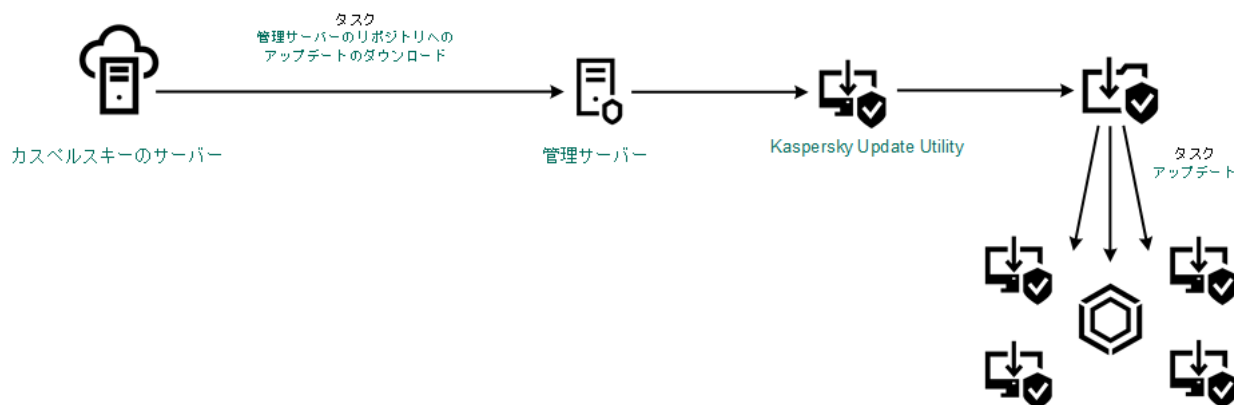 タスク
管理サーバーのリポジトリへの
アップデートのダウンロード
カスペルスキーのサーバー
管理サーバー
Kaspersky Update Utility
タスク
アップデート